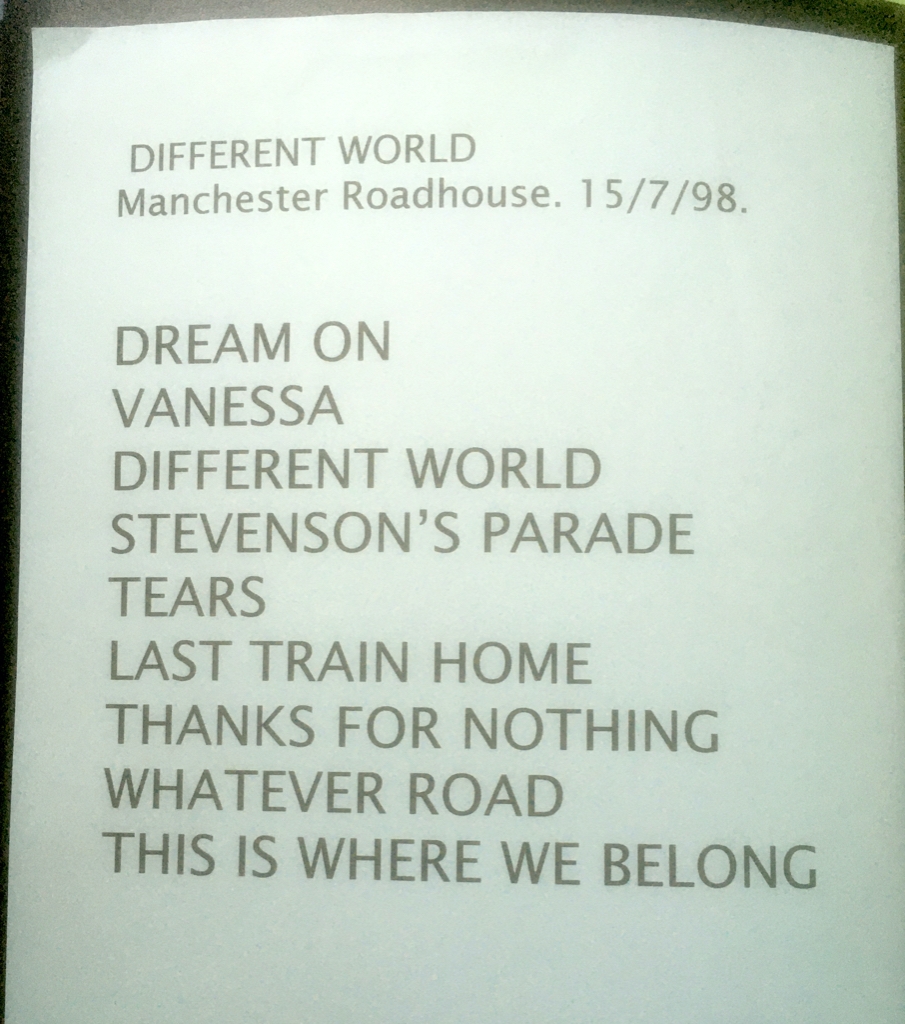 DIFFERENT WORLD
Manchester Roadhouse. 15/7/98.
DREAM ON
VANESSA
DIFFERENT WORLD
STEVENSON’S PARADE
TEARS
LAST TRAIN HOME
THANKS FOR NOTHING
WHATEVER ROAD
THIS IS WHERE WE BELONG